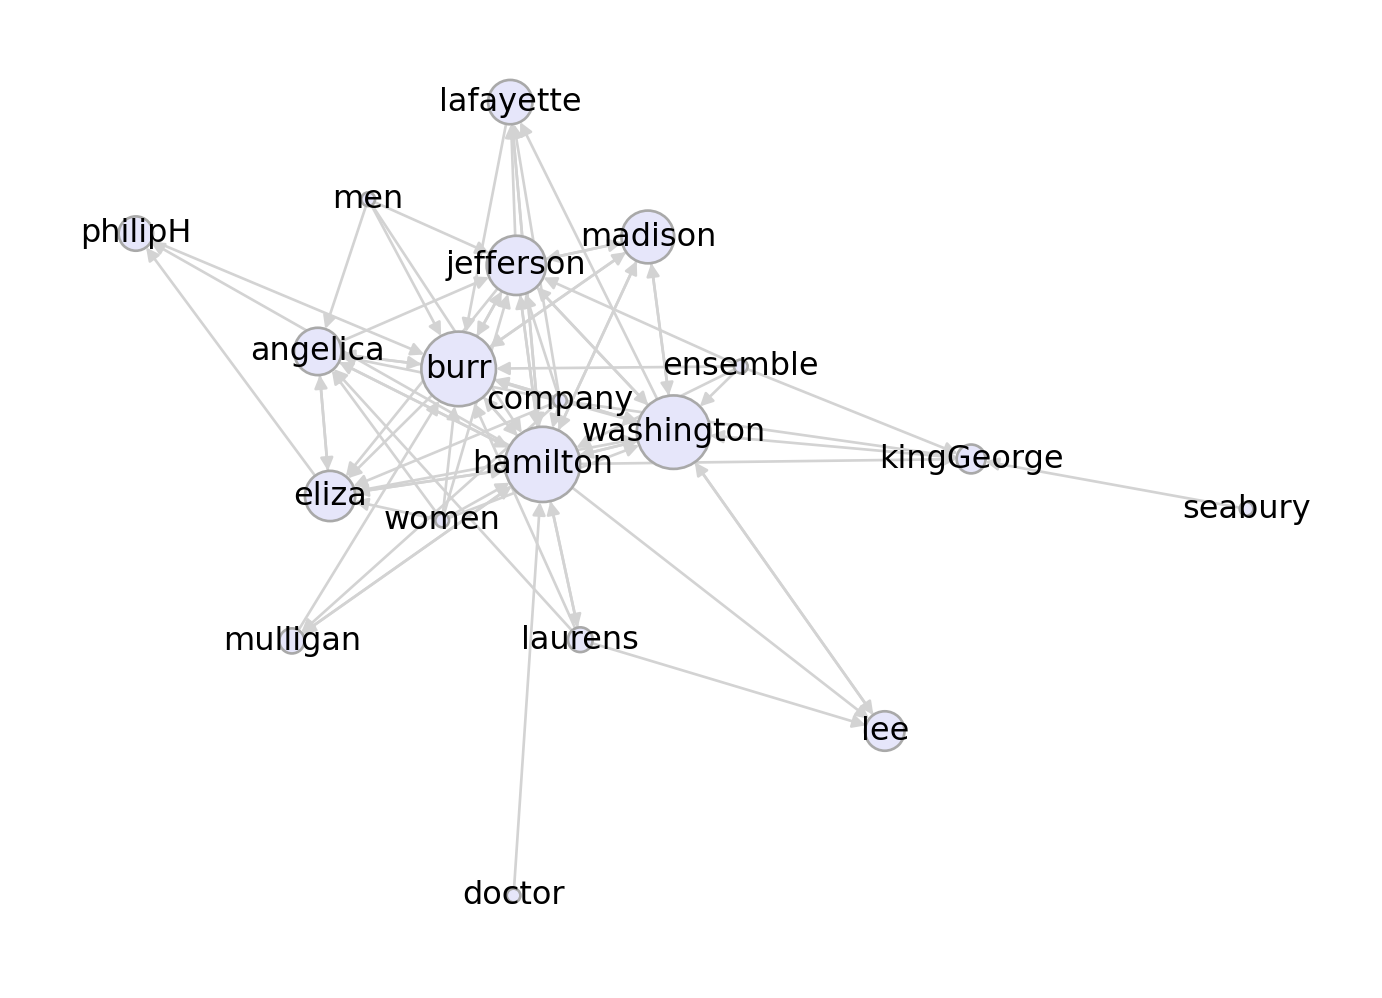 lafayette
men
philipH
madison
jefferson
angelica
burr
ensemble
company
washington
kingGeorge
hamilton
eliza
seabury
women
mulligan
laurens
lee
doctor